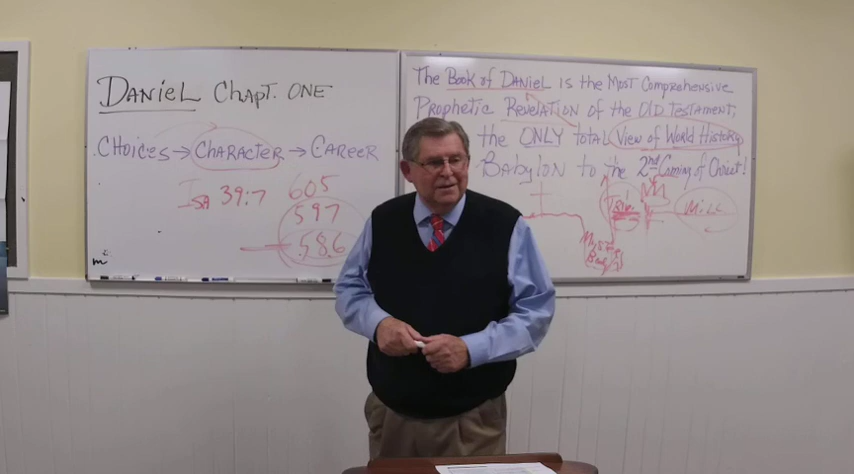 DANIEL Chapt. ONE
CHOICES → CHARACTER → CAREER
ISA 39:7
605
597
586
The Book of DANIEL is the Most Comprehensive
Prophetic Revelation of the Old Testament;
the ONLY total View of World History
Babylon to the 2nd Coming of Christ!
Mill